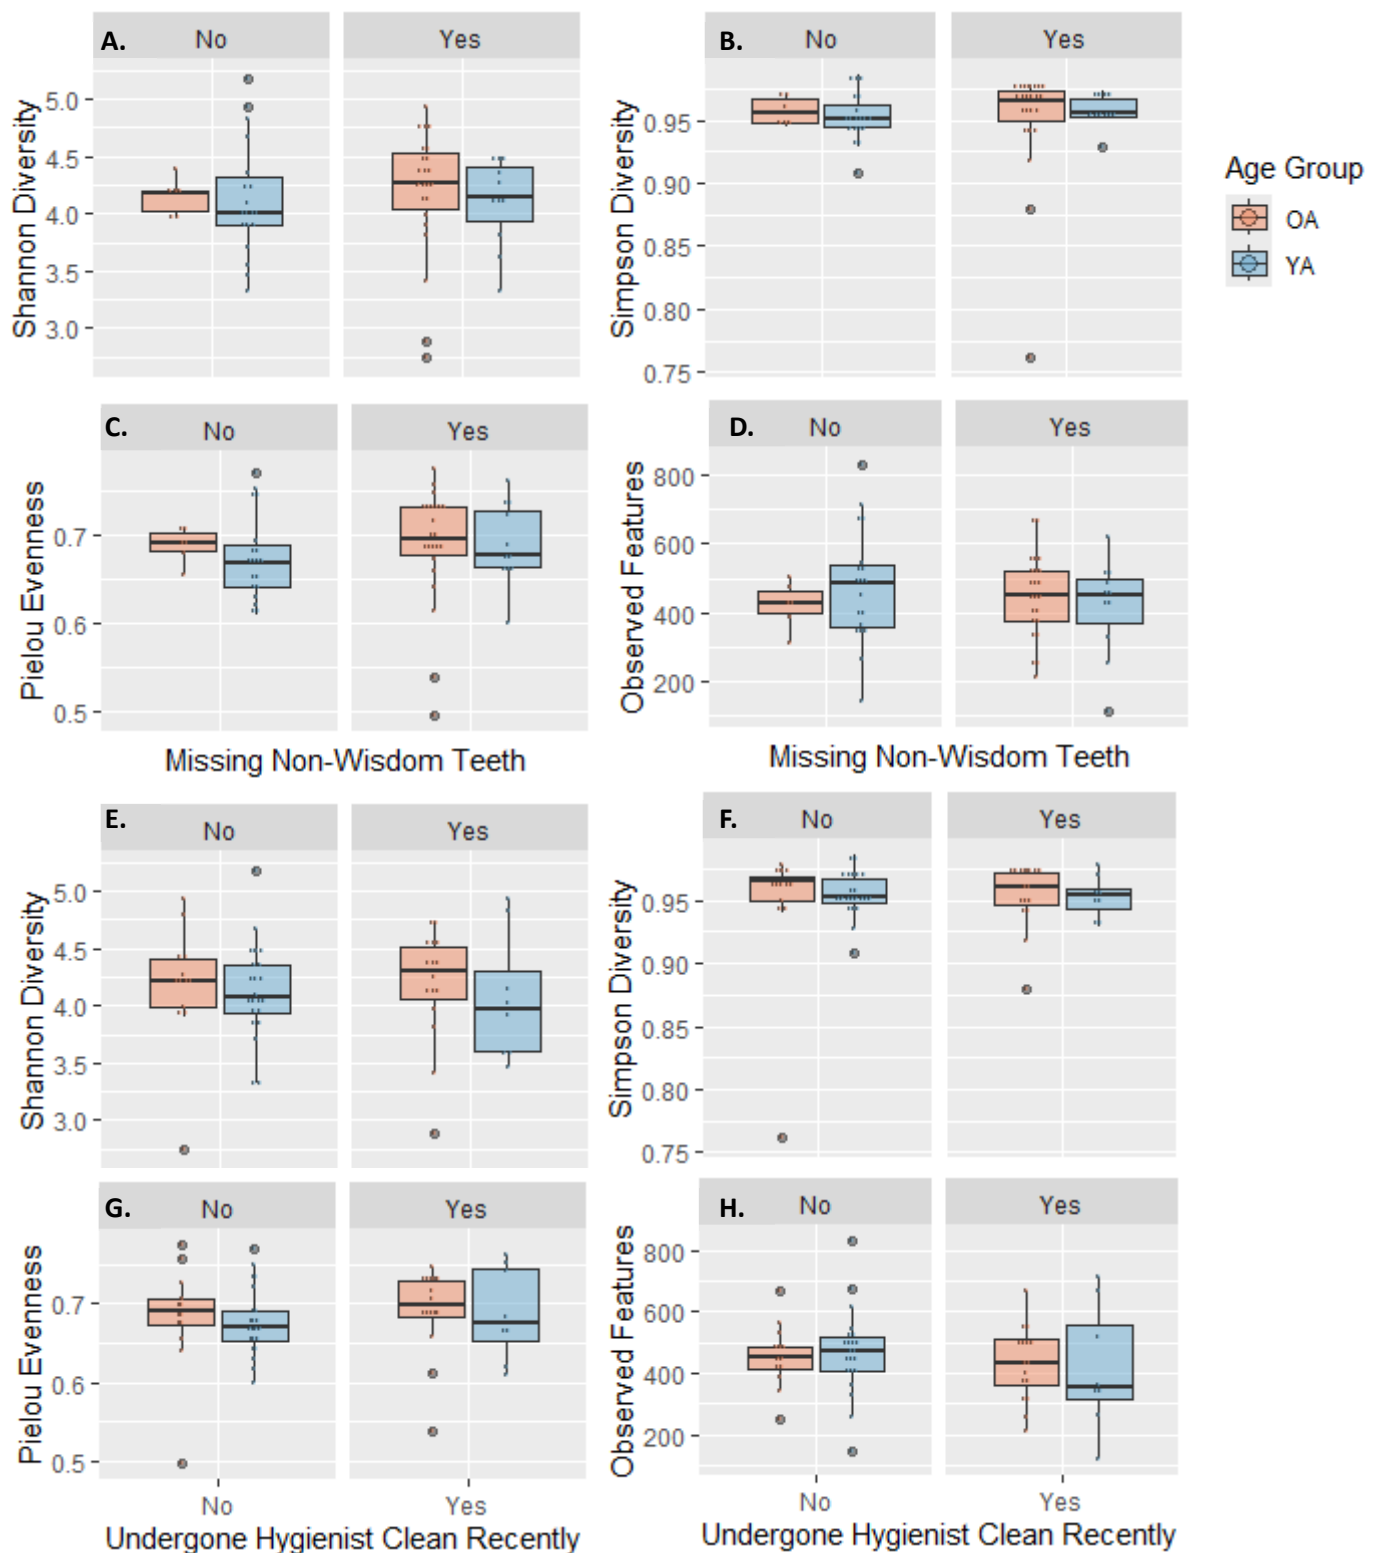 A.
No
Yes
Shannon Diversity
5.0
4.5
4.0
3.5
3.0
B.
No
Yes
Simpson Diversity
0.95
0.90
0.85
0.80
0.75
Age Group
OA
YA
C.
No
Yes
Pielou Evenness
0.7
0.6
0.5
Missing Non-Wisdom Teeth
D.
No
Yes
Observed Features
800
600
400
200
Missing Non-Wisdom Teeth
E.
No
Yes
Shannon Diversity
5.0
4.5
4.0
3.5
3.0
F.
No
Yes
Simpson Diversity
0.95
0.90
0.85
0.80
0.75
G.
No
Yes
Pielou Evenness
0.7
0.6
0.5
No
Yes
Undergone Hygienist Clean Recently
H.
No
Yes
Observed Features
800
600
400
200
No
Yes
Undergone Hygienist Clean Recently